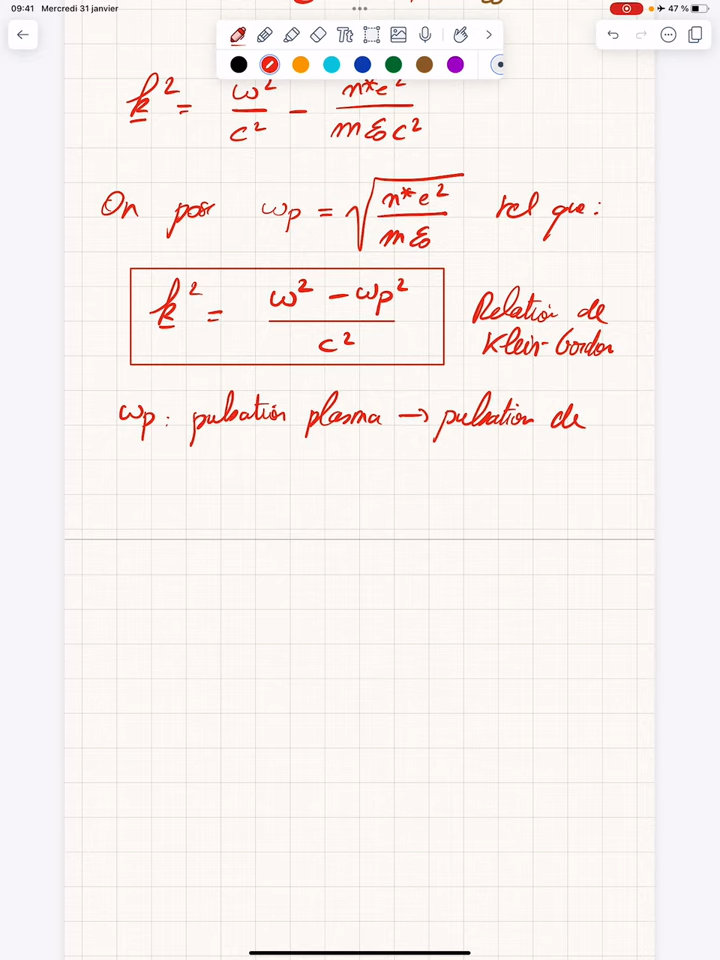 09:41 Mercredi 31 janvier 47 %
k² = ω²/c² - n*e²/mε₀c²
On pose ωp = √(n*e²/mε₀) tel que :
k² = (ω² - ωp²)/c² Relation de
Klein-Gordon
ωp : pulsation plasma → pulsation de